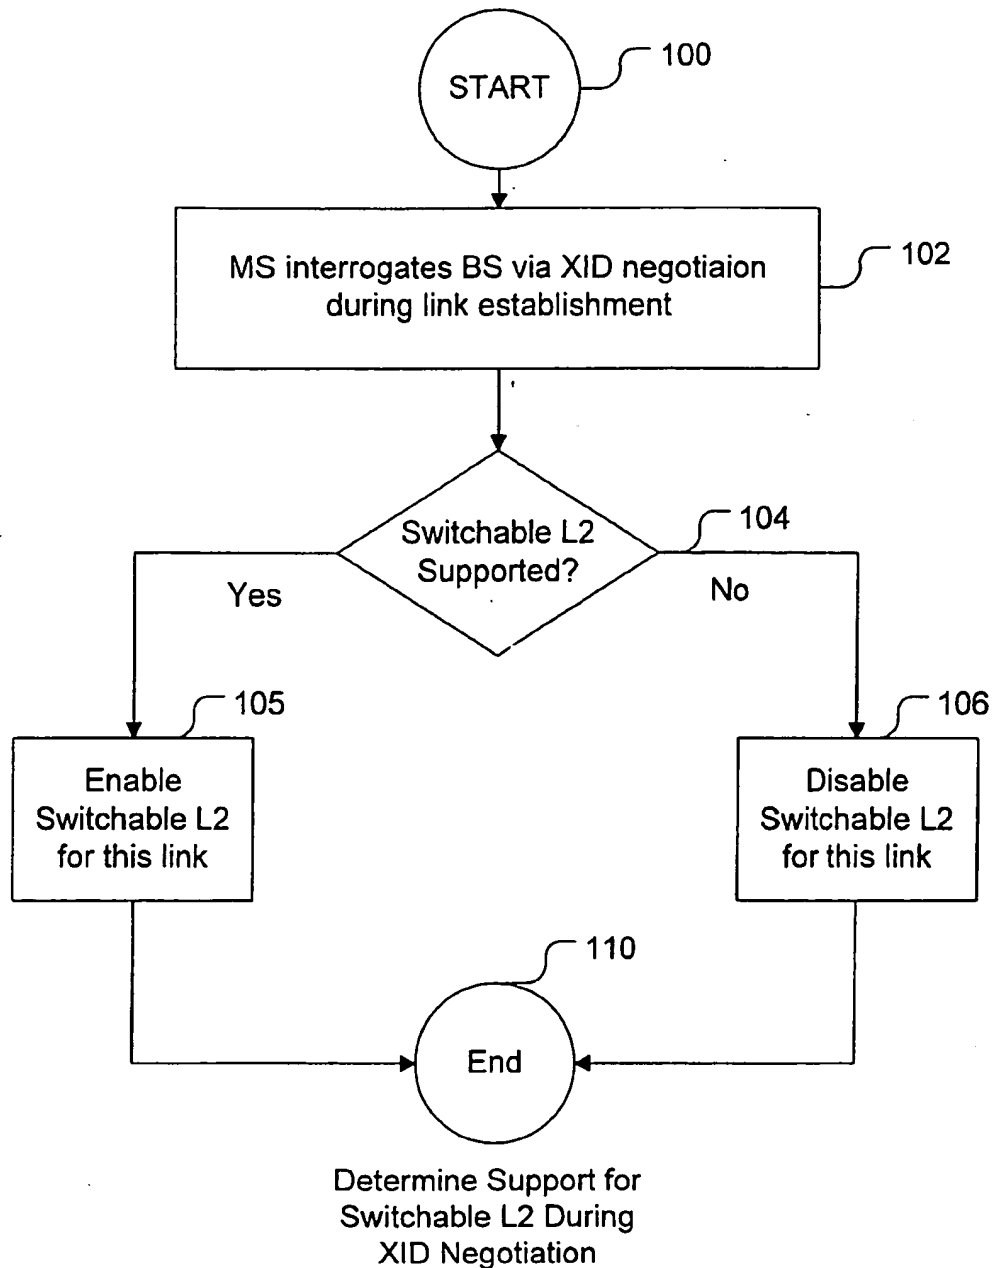 START
100
MS interrogates BS via XID negotiaion
during link establishment
102
Switchable L2
Supported?
104
Yes
No
105
106
Enable
Switchable L2
for this link
Disable
Switchable L2
for this link
110
End
Determine Support for
Switchable L2 During
XID Negotiation